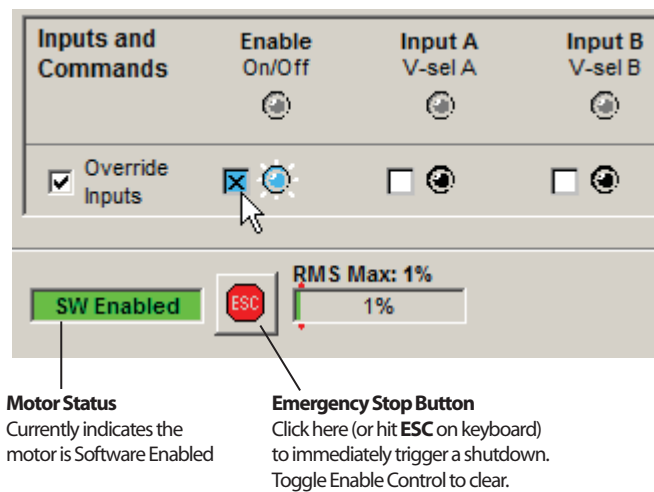 Inputs and Commands
Enable
On/Off
Input A
V-sel A
Input B
V-sel B
Override
Inputs
SW Enabled
ESC
RMS Max: 1%
1%
Motor Status
Currently indicates the
motor is Software Enabled
Emergency Stop Button
Click here (or hit ESC on keyboard)
to immediately trigger a shutdown.
Toggle Enable Control to clear.